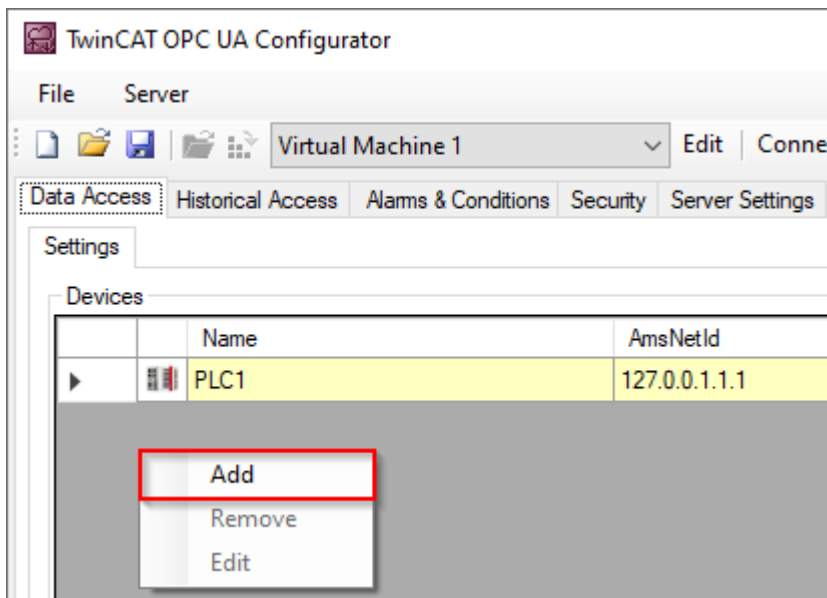 TwinCAT OPC UA Configurator
File Server
Virtual Machine 1 Edit Conne
Data Access Historical Access Alarms & Conditions Security Server Settings
Settings
Devices
Name AmsNetId
PLC1 127.0.0.1.1.1
Add
Remove
Edit